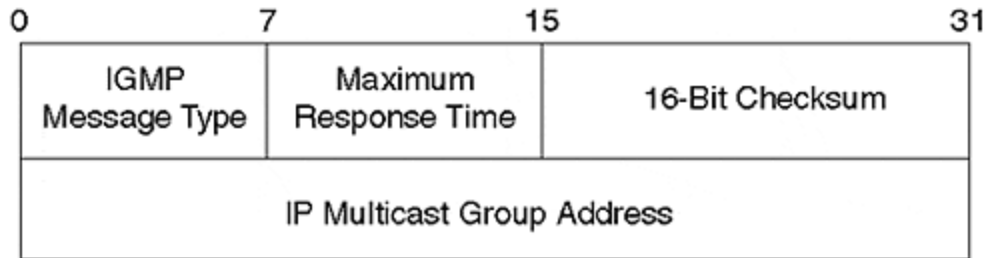 0 7 15 31
IGMP
Message Type
Maximum
Response Time
16-Bit Checksum
IP Multicast Group Address